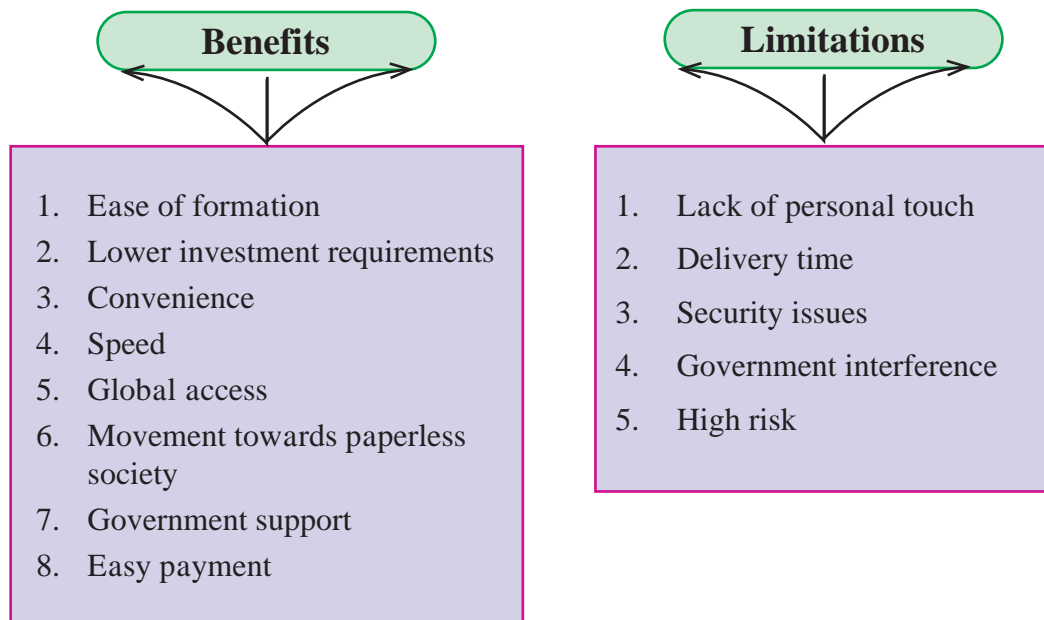 Benefits
1. Ease of formation
2. Lower investment requirements
3. Convenience
4. Speed
5. Global access
6. Movement towards paperless
society
7. Government support
8. Easy payment
Limitations
1. Lack of personal touch
2. Delivery time
3. Security issues
4. Government interference
5. High risk